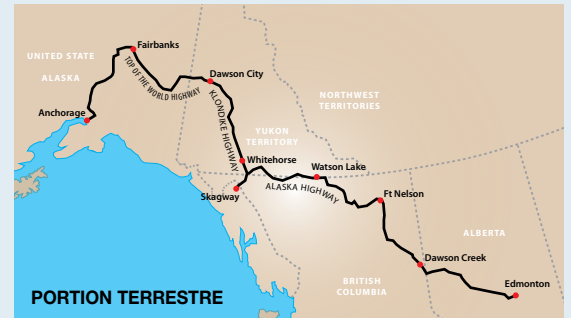 Fairbanks
UNITED STATE
ALASKA
TOP OF THE WORLD HIGHWAY
Dawson City
Anchorage
KLONDIKE HIGHWAY
NORTHWEST
TERRITORIES
YUKON
TERRITORY
Whitehorse
Watson Lake
Skagway
ALASKA HIGHWAY
Ft Nelson
ALBERTA
Dawson Creek
Edmonton
BRITISH
COLUMBIA
PORTION TERRESTRE